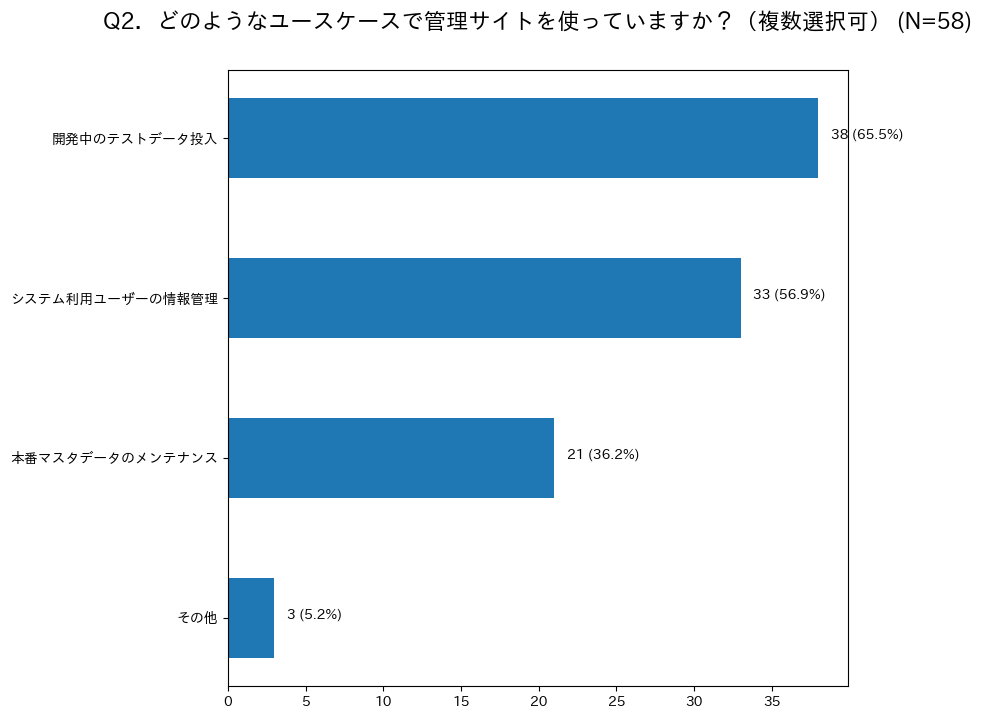 Q2. どのようなユースケースで管理サイトを使っていますか？（複数選択可） (N=58)
開発中のテストデータ投入
38 (65.5%)
システム利用ユーザーの情報管理
33 (56.9%)
本番マスタデータのメンテナンス
21 (36.2%)
その他
3 (5.2%)
0 5 10 15 20 25 30 35